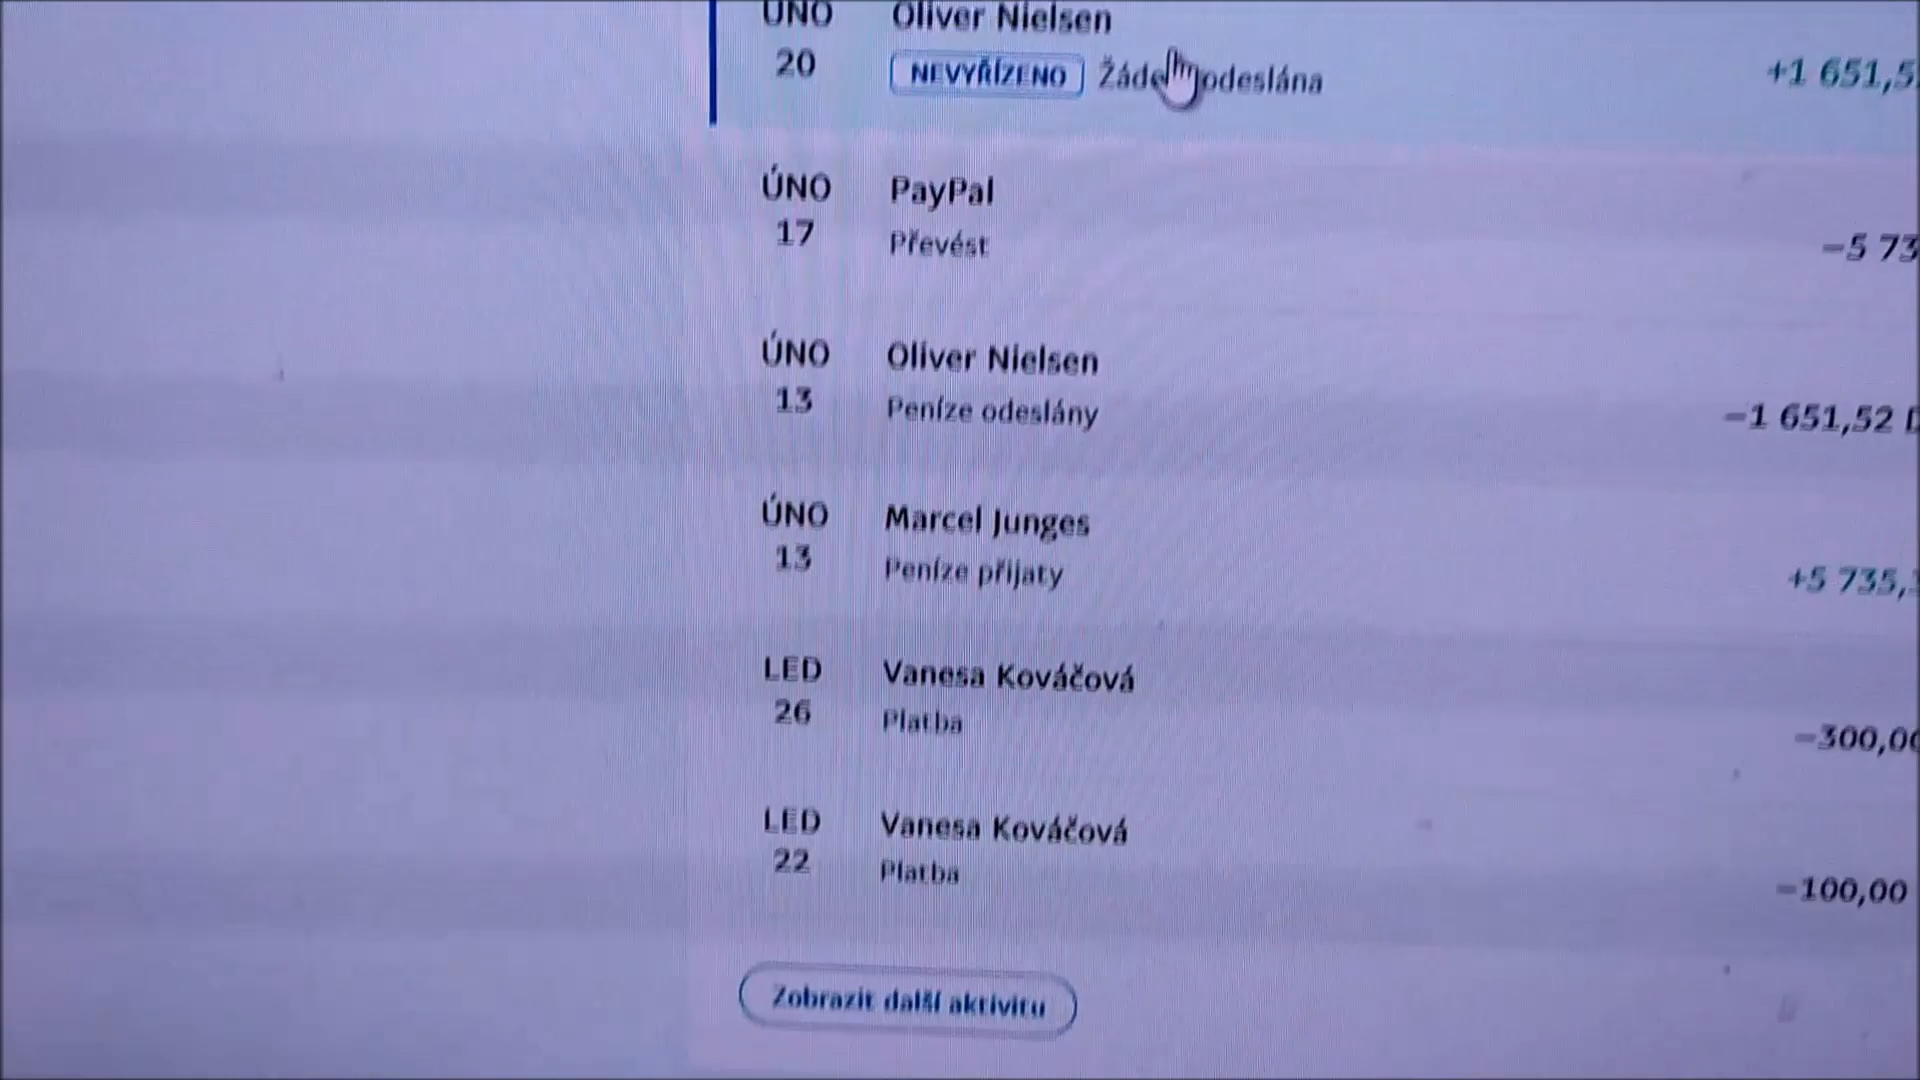 ÚNO Oliver Nielsen
20 NEVYŘÍZENO odeslána +1 651,5
ÚNO PayPal
17 Převést −5 73
ÚNO Oliver Nielsen
13 Peníze odeslány −1 651,52
ÚNO Marcel Junges
13 Peníze přijaty +5 735,
LED Vanesa Kováčová
26 Platba −300,00
LED Vanesa Kováčová
22 Platba −100,00
Zobrazit další aktivitu